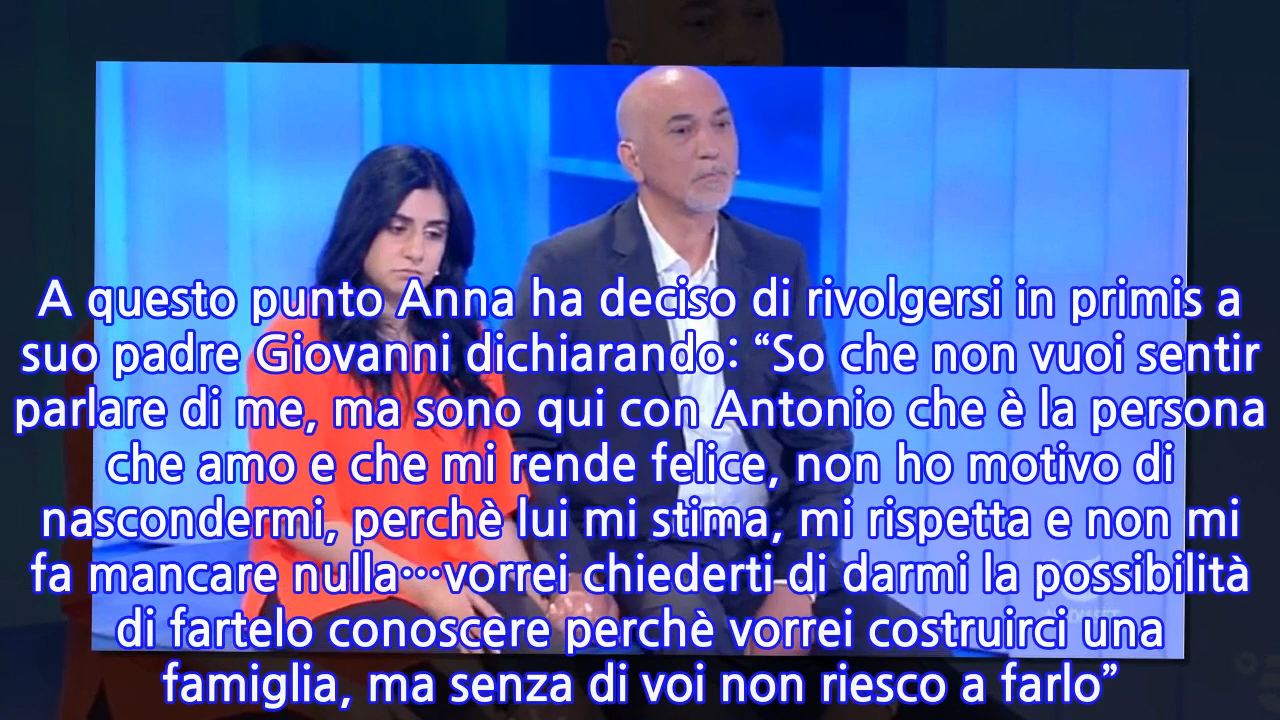 A questo punto Anna ha deciso di rivolgersi in primis a
suo padre Giovanni dichiarando: “So che non vuoi sentir
parlare di me, ma sono qui con Antonio che è la persona
che amo e che mi rende felice, non ho motivo di
nascondermi, perchè lui mi stima, mi rispetta e non mi
fa mancare nulla…vorrei chiederti di darmi la possibilità
di fartelo conoscere perchè vorrei costruirci una
famiglia, ma senza di voi non riesco a farlo”